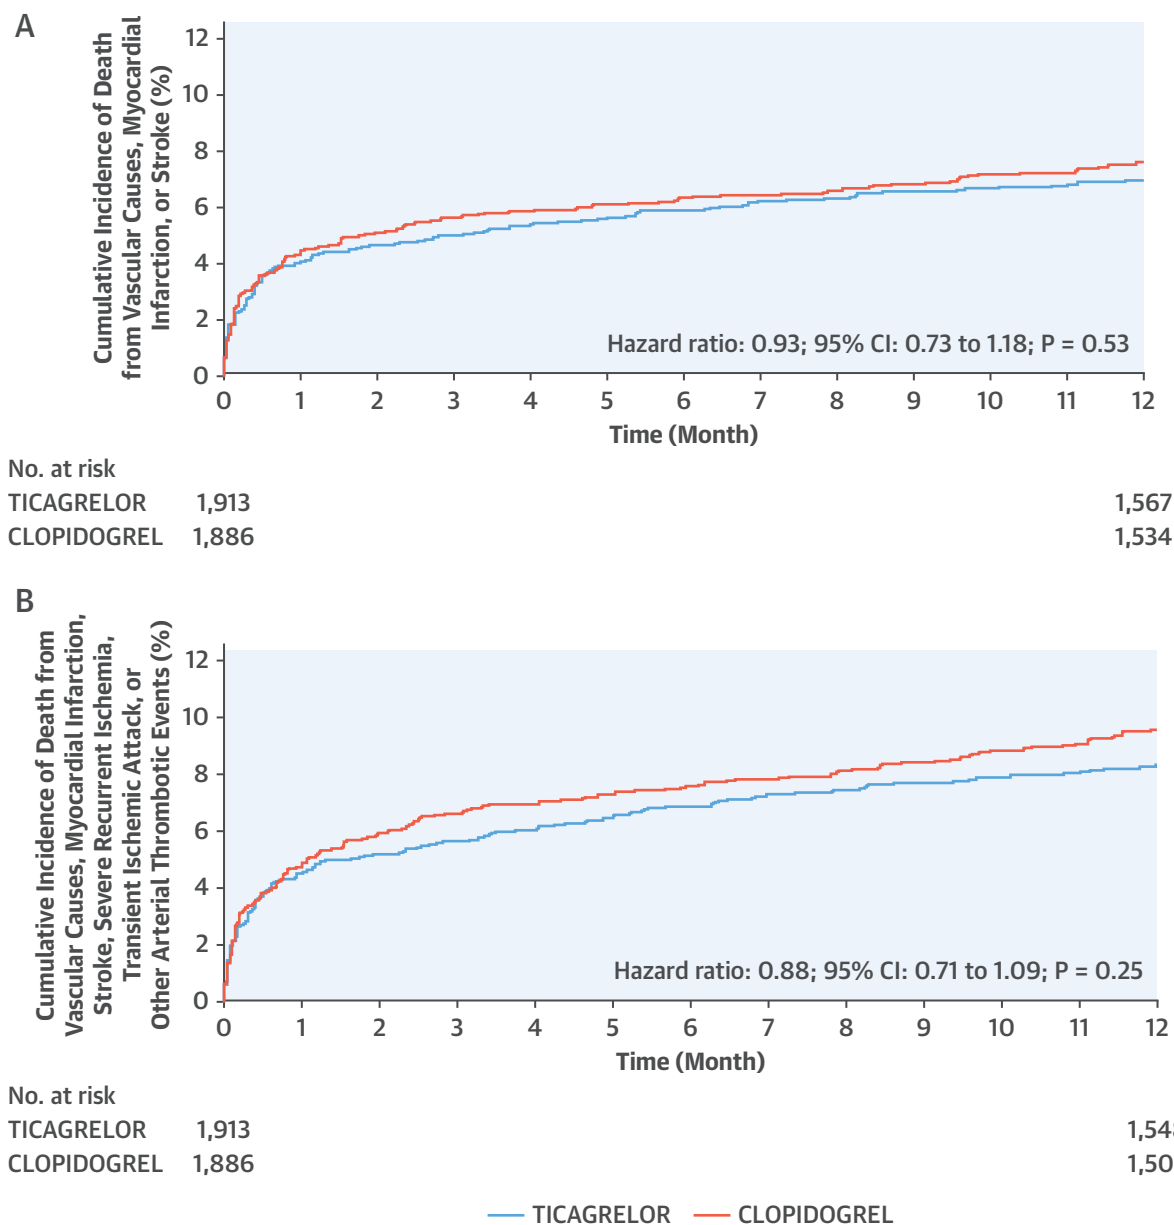 A
Cumulative Incidence of Death
from Vascular Causes, Myocardial
Infarction, or Stroke (%)
12
10
8
6
4
2
0
Hazard ratio: 0.93; 95% CI: 0.73 to 1.18; P = 0.53
0 1 2 3 4 5 6 7 8 9 10 11 12
Time (Month)
No. at risk
TICAGRELOR 1,913 1,567
CLOPIDOGREL 1,886 1,534
B
Cumulative Incidence of Death from
Vascular Causes, Myocardial Infarction,
Stroke, Severe Recurrent Ischemia,
Transient Ischemic Attack, or
Other Arterial Thrombotic Events (%)
12
10
8
6
4
2
0
Hazard ratio: 0.88; 95% CI: 0.71 to 1.09; P = 0.25
0 1 2 3 4 5 6 7 8 9 10 11 12
Time (Month)
No. at risk
TICAGRELOR 1,913
CLOPIDOGREL 1,886
TICAGRELOR CLOPIDOGREL